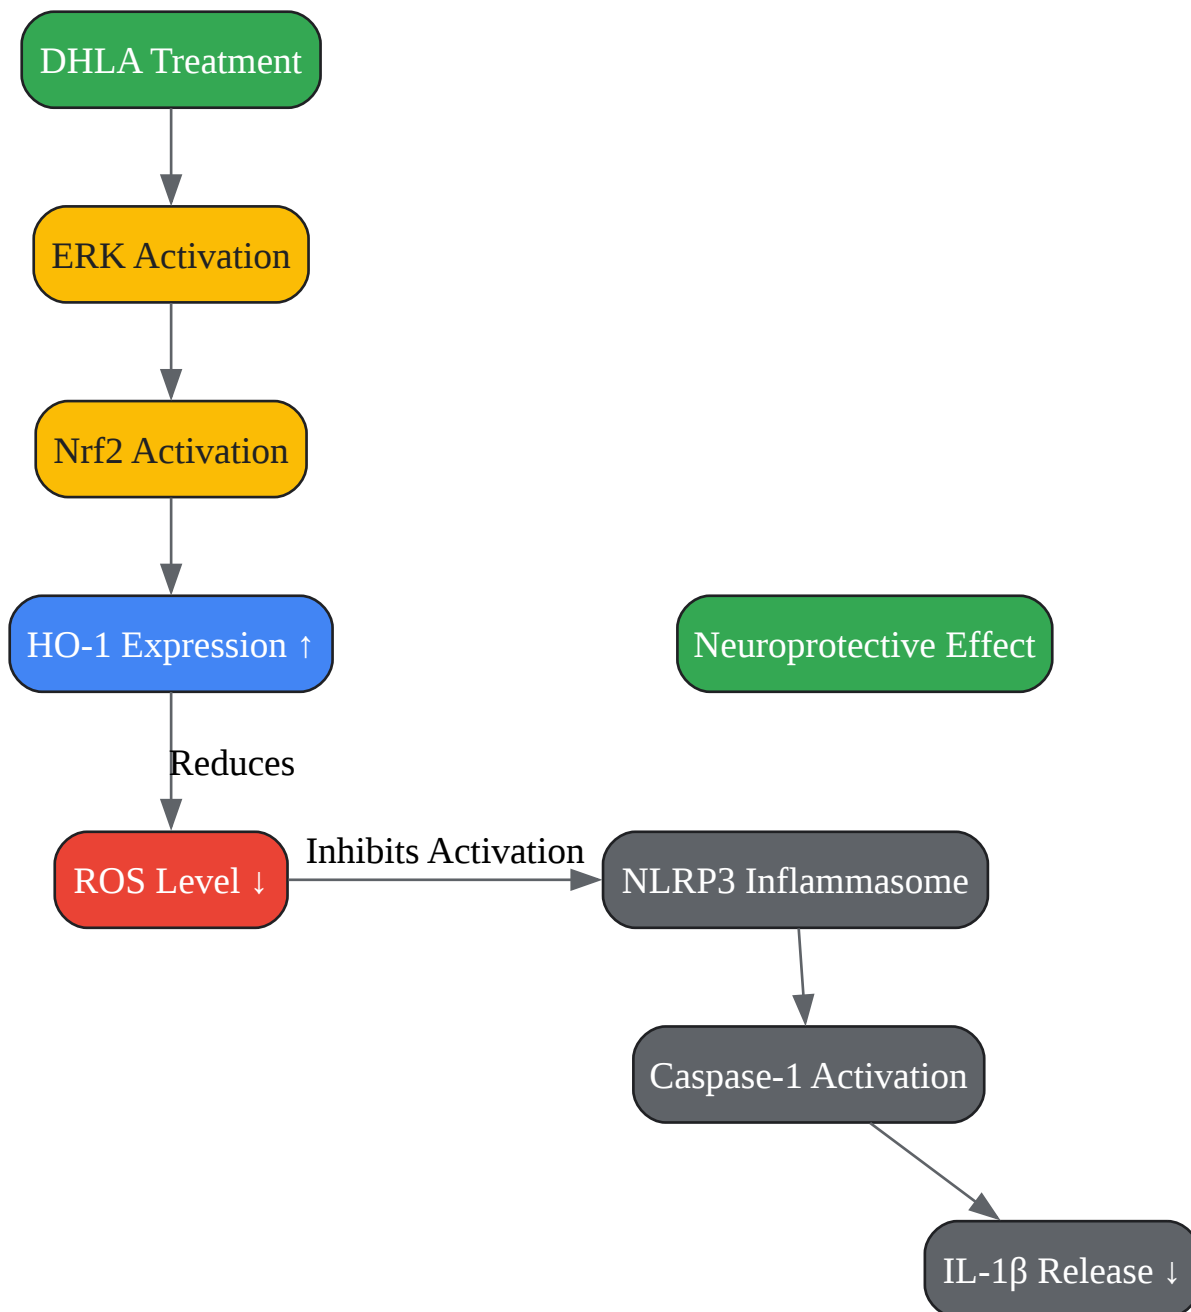 DHLA Treatment
ERK Activation
Nrf2 Activation
HO-1 Expression ↑
Neuroprotective Effect
Reduces
Inhibits Activation
ROS Level ↓
NLRP3 Inflammasome
Caspase-1 Activation
IL-1β Release ↓